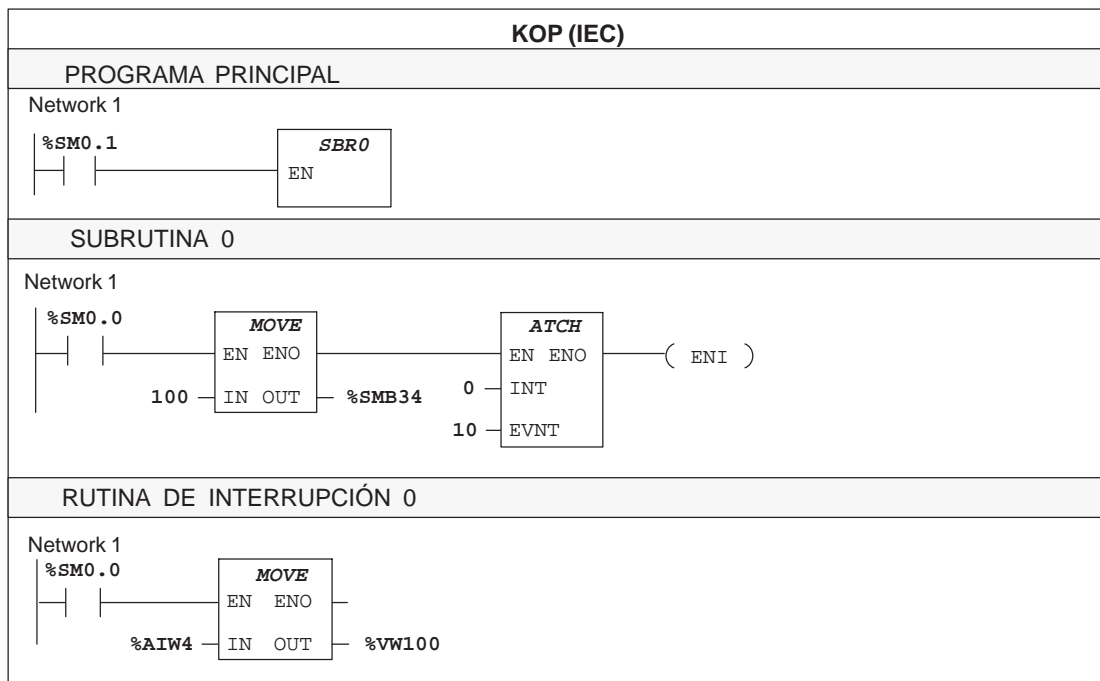 KOP (IEC)
PROGRAMA PRINCIPAL
Network 1
%SM0.1
SBR0
EN
SUBRUTINA 0
Network 1
%SM0.0
MOVE
ATCH
EN ENO
EN ENO
( ENI )
100
IN OUT
%SMB34
0
INT
10
EVNT
RUTINA DE INTERRUPCIÓN 0
Network 1
%SM0.0
MOVE
EN ENO
%AIW4
IN OUT
%VW100